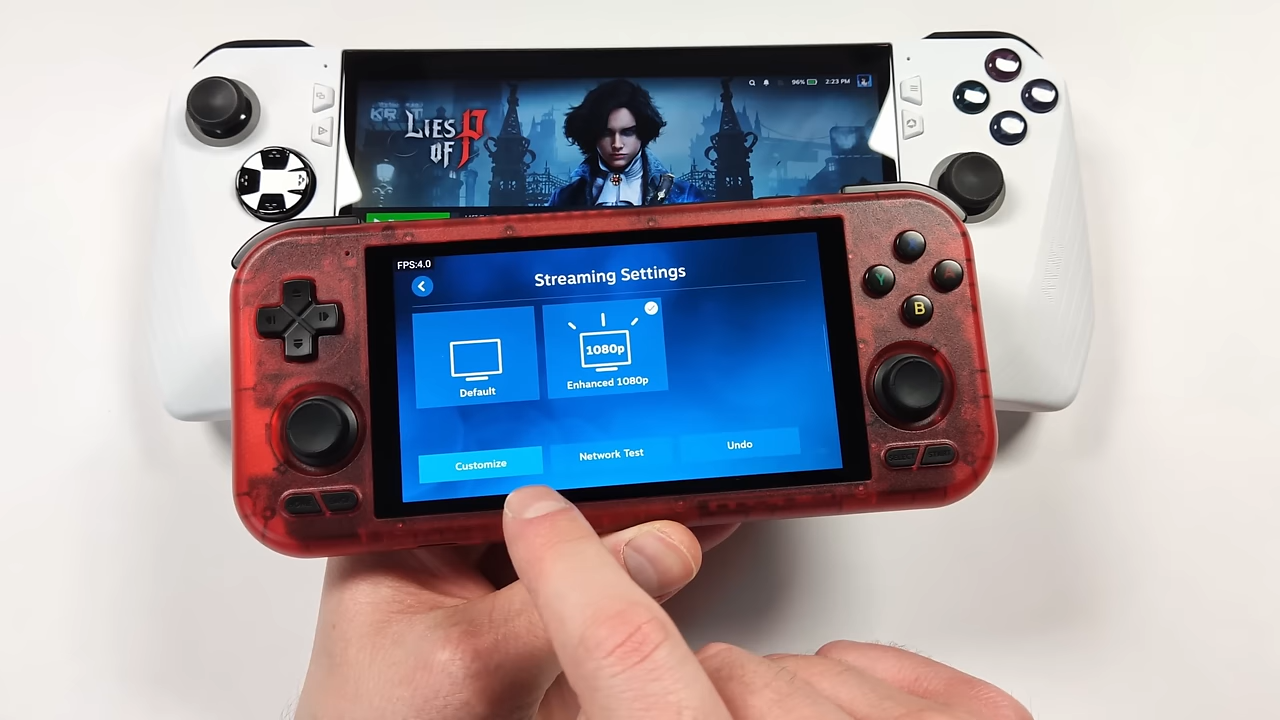 96%
2:23 PM
LIES
OF P
FPS:4.0
Streaming Settings
1080p
Default
Enhanced 1080p
Customize
Network Test
Undo
X
Y
A
B